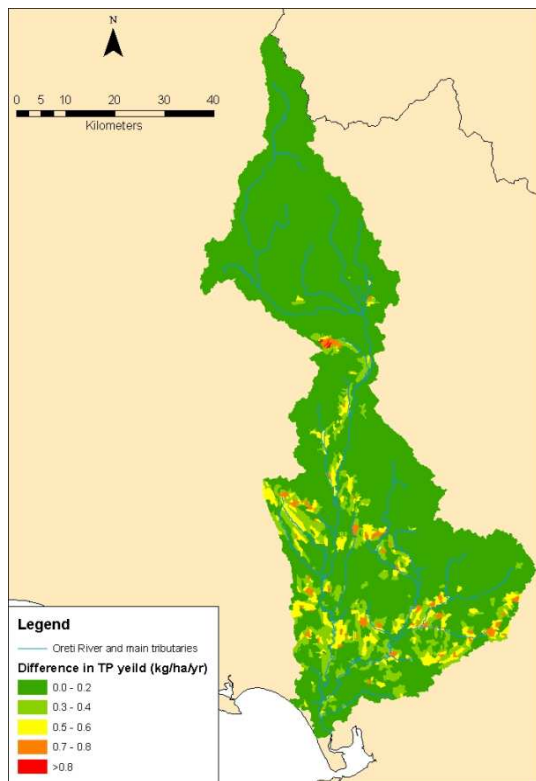 N
0 5 10 20 30 40
Kilometers
Legend
Oreti River and main tributaries
Difference in TP yeild (kg/ha/yr)
0.0 - 0.2
0.3 - 0.4
0.5 - 0.6
0.7 - 0.8
>0.8